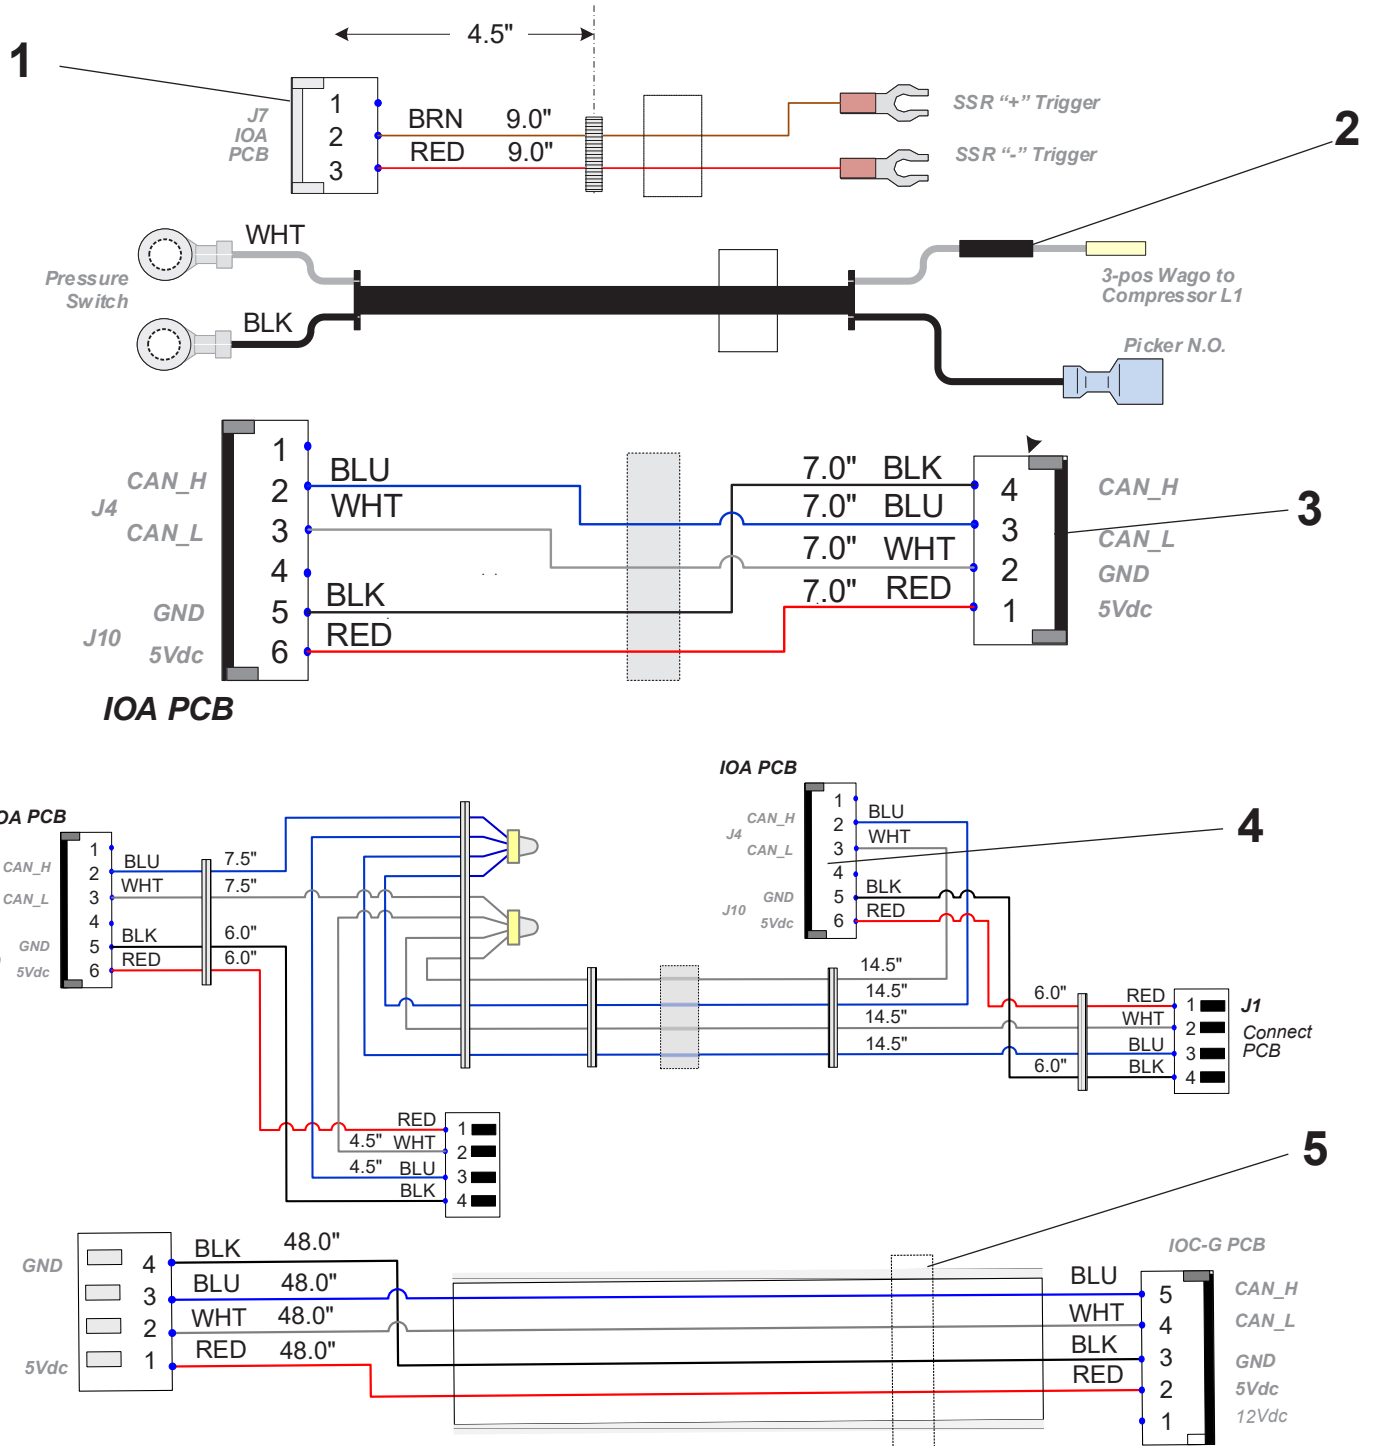 4.5"
1
J7
IOA
PCB
1
2
3
BRN 9.0"
RED 9.0"
SSR “+” Trigger
SSR “-” Trigger
2
WHT
Pressure
Switch
BLK
3-pos Wago to
Compressor L1
Picker N.O.
CAN_H
J4
CAN_L
GND
J10
5Vdc
1
2
3
4
5
6
BLU
WHT
BLK
RED
IOA PCB
7.0" BLK
7.0" BLU
7.0" WHT
7.0" RED
4
3
2
1
CAN_H
CAN_L
GND
5Vdc
3
OA PCB
CAN_H
CAN_L
GND
5Vdc
1
2
3
4
5
6
BLU 7.5"
WHT 7.5"
BLK 6.0"
RED 6.0"
IOA PCB
CAN_H
J4
CAN_L
GND
J10
5Vdc
1
2
3
4
5
6
BLU
WHT
BLK
RED
4
14.5"
14.5"
14.5"
14.5"
6.0" RED
WHT
BLU
6.0" BLK
1
2
3
4
J1
Connect
PCB
RED
4.5" WHT
4.5" BLU
BLK
1
2
3
4
5
GND
5Vdc
4
3
2
1
BLK 48.0"
BLU 48.0"
WHT 48.0"
RED 48.0"
BLU
WHT
BLK
RED
IOC-G PCB
5
4
3
2
1
CAN_H
CAN_L
GND
5Vdc
12Vdc